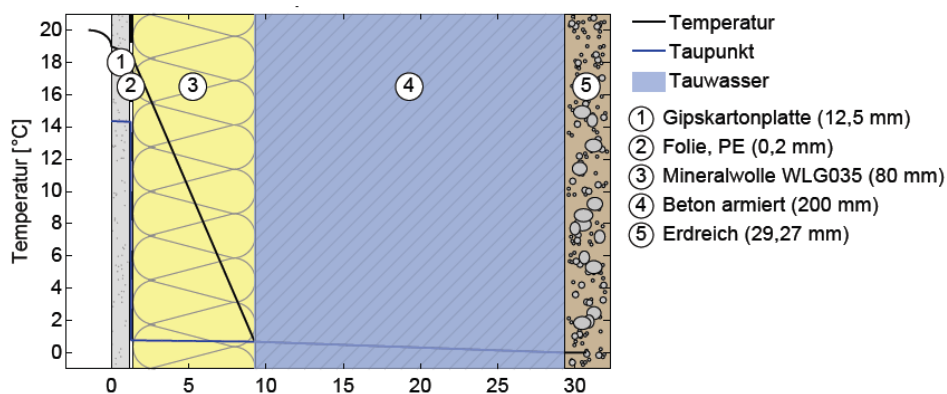 20
18
16
14
12
10
8
6
4
2
0
Temperatur [°C]
1
2
3
4
5
0 5 10 15 20 25 30
Temperatur
Taupunkt
Tauwasser
1 Gipskartonplatte (12,5 mm)
2 Folie, PE (0,2 mm)
3 Mineralwolle WLG035 (80 mm)
4 Beton armiert (200 mm)
5 Erdreich (29,27 mm)